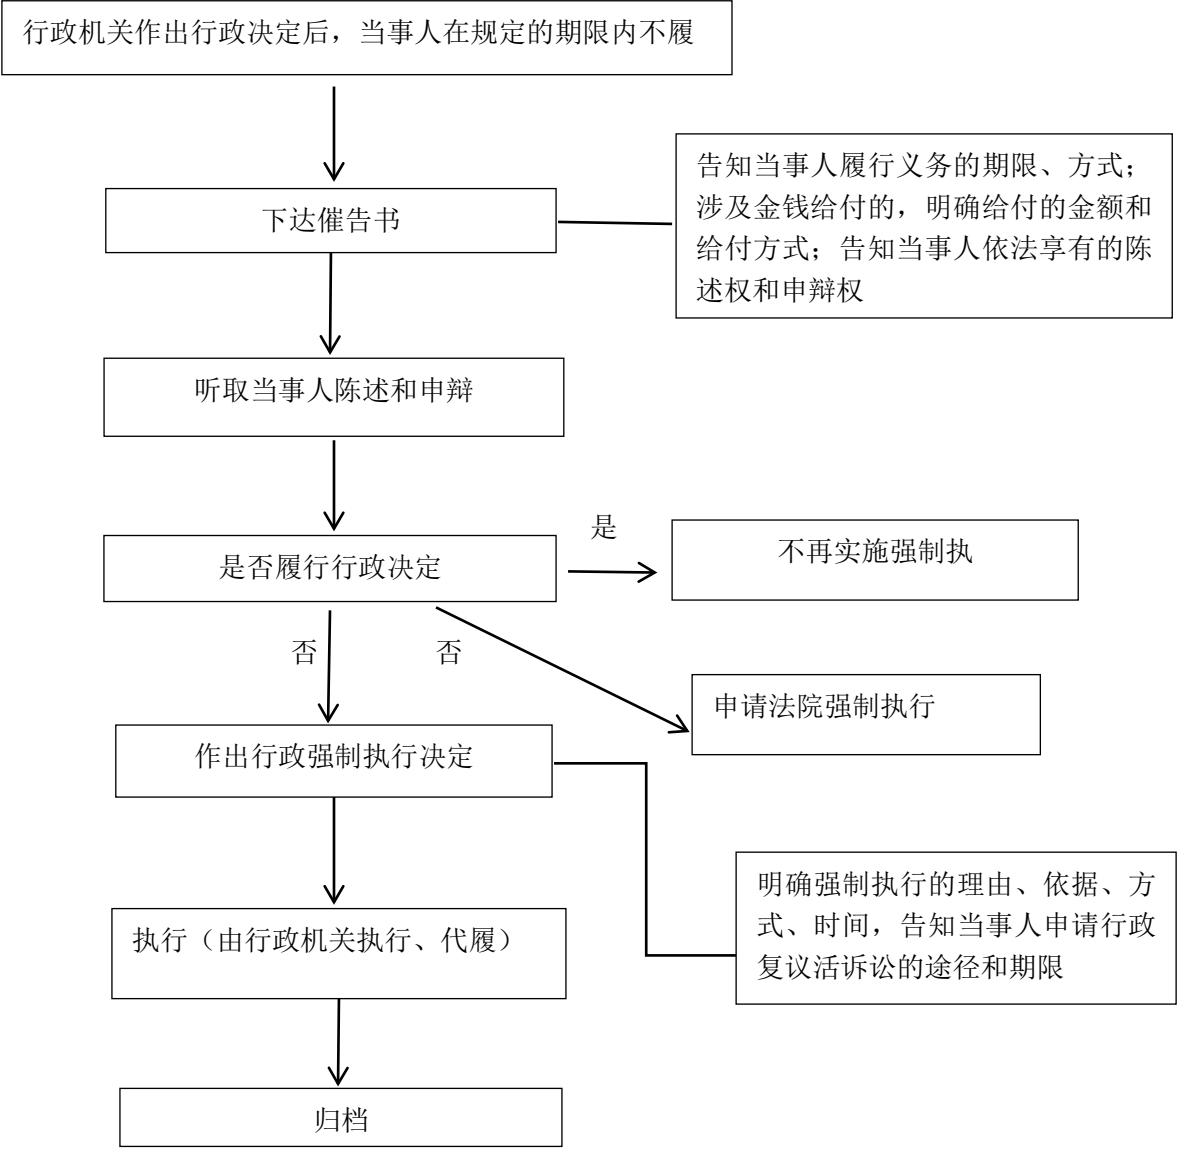 行政机关作出行政决定后，当事人在规定的期限内不履
下达催告书
告知当事人履行义务的期限、方式；
涉及金钱给付的，明确给付的金额和
给付方式；告知当事人依法享有的陈
述权和申辩权
听取当事人陈述和申辩
是否履行行政决定
是
不再实施强制执
否
否
申请法院强制执行
作出行政强制执行决定
明确强制执行的理由、依据、方
式、时间，告知当事人申请行政
复议活诉讼的途径和期限
执行（由行政机关执行、代履）
归档